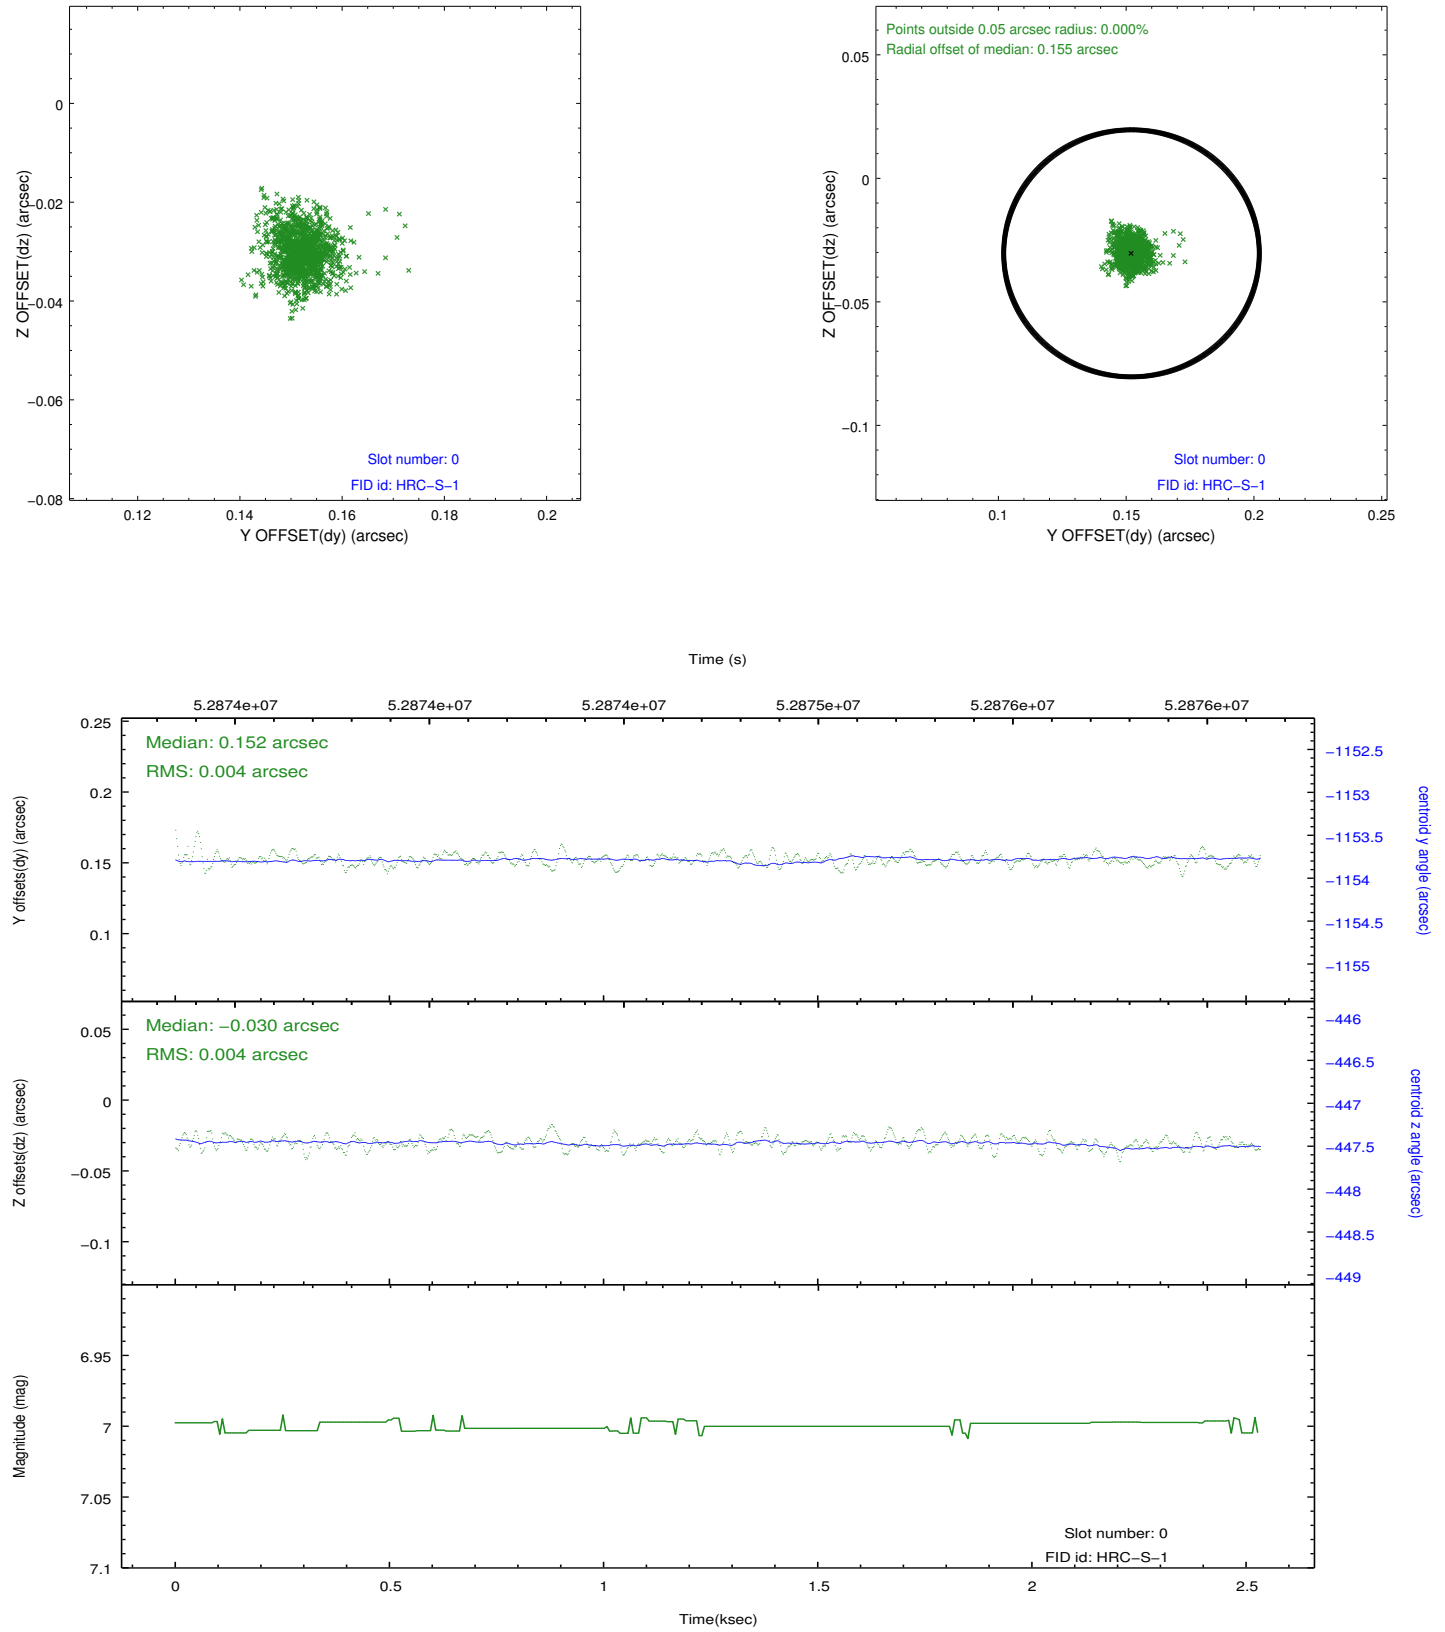 0
−0.02
−0.04
−0.06
−0.08
Z OFFSET(dz) (arcsec)
Slot number: 0
FID id: HRC−S−1
0.12
0.14
0.16
0.18
0.2
Y OFFSET(dy) (arcsec)
Points outside 0.05 arcsec radius: 0.000%
Radial offset of median: 0.155 arcsec
0.05
0
−0.05
−0.1
Z OFFSET(dz) (arcsec)
Slot number: 0
FID id: HRC−S−1
0.1
0.15
0.2
0.25
Y OFFSET(dy) (arcsec)
Time (s)
5.2874e+07
5.2874e+07
5.2874e+07
5.2875e+07
5.2876e+07
5.2876e+07
Median: 0.152 arcsec
RMS: 0.004 arcsec
0.25
0.2
0.15
0.1
Y offsets(dy) (arcsec)
−1152.5
−1153
−1153.5
−1154
−1154.5
−1155
centroid y angle (arcsec)
Median: −0.030 arcsec
RMS: 0.004 arcsec
0.05
0
−0.05
−0.1
Z offsets(dz) (arcsec)
−446
−446.5
−447
−447.5
−448
−448.5
−449
centroid z angle (arcsec)
6.95
7
7.05
7.1
Magnitude (mag)
Slot number: 0
FID id: HRC−S−1
0
0.5
1
1.5
2
2.5
Time(ksec)